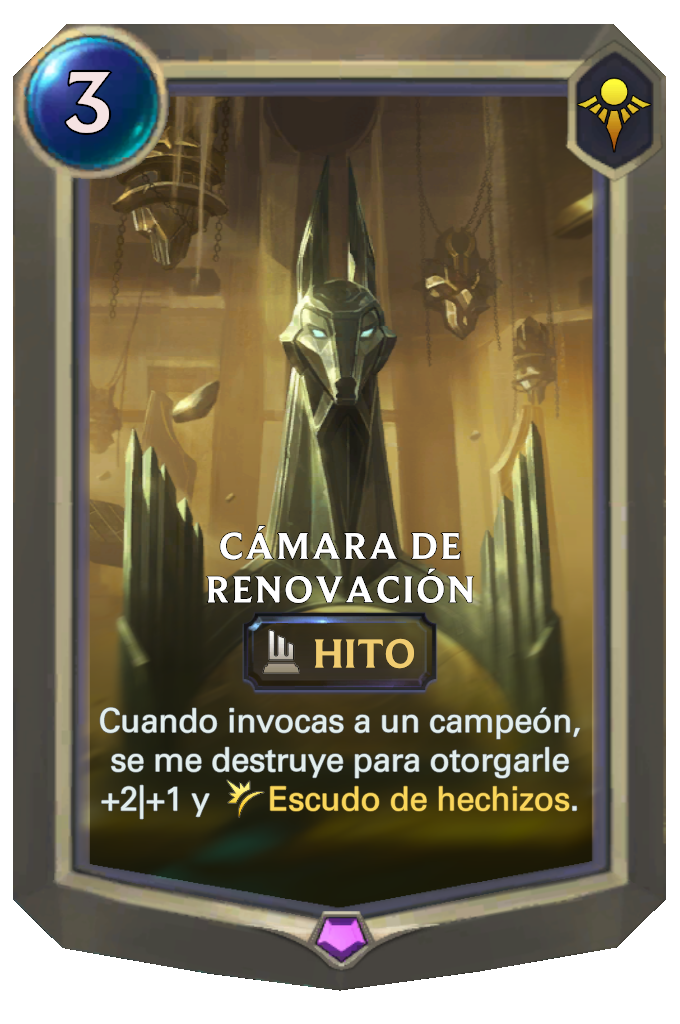 3
CÁMARA DE
RENOVACIÓN
HITO
Cuando invocas a un campeón,
se me destruye para otorgarle
+2|+1 y Escudo de hechizos.